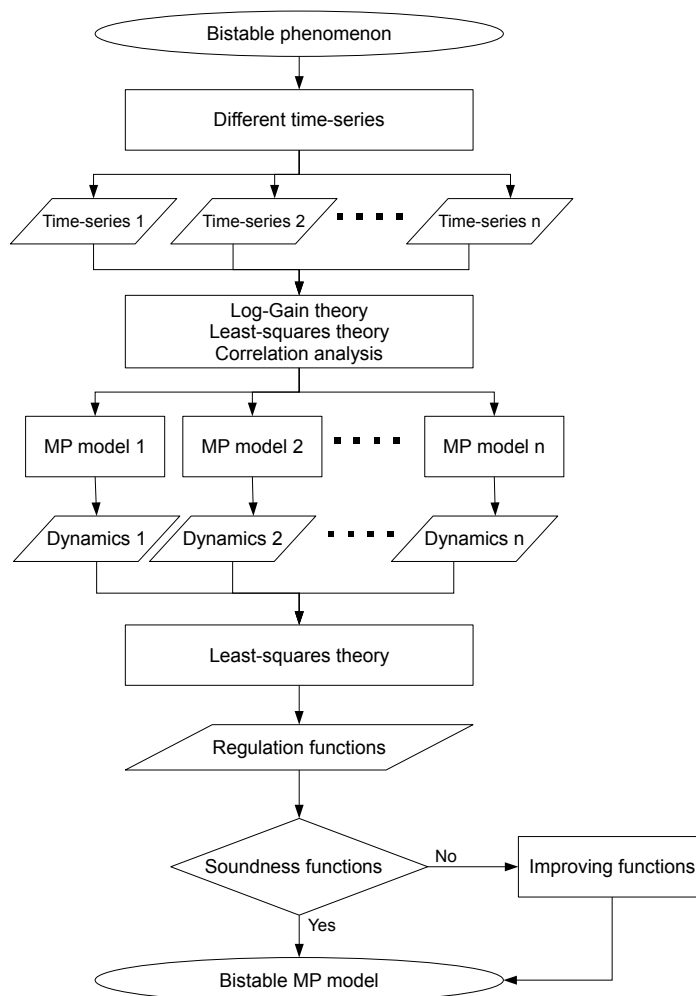 Bistable phenomenon
Different time-series
Time-series 1
Time-series 2
Time-series n
Log-Gain theory
Least-squares theory
Correlation analysis
MP model 1
MP model 2
MP model n
Dynamics 1
Dynamics 2
Dynamics n
Least-squares theory
Regulation functions
Soundness functions
No
Improving functions
Yes
Bistable MP model